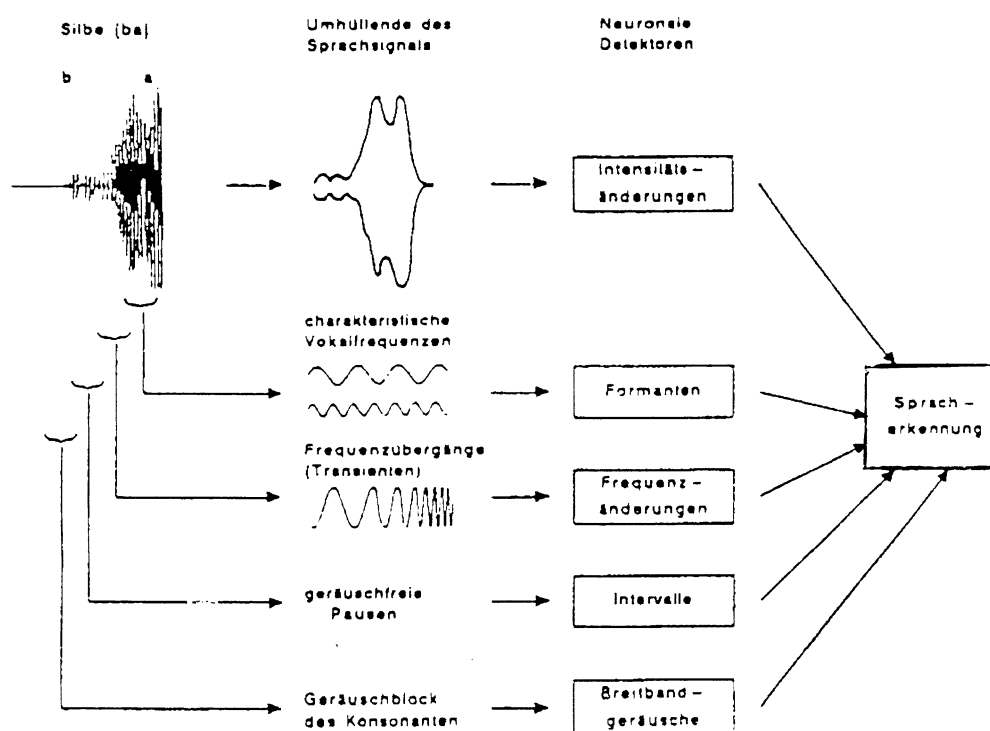 Silbe (ba)
b a
Umhüllende des
Sprachsignals
Neuronale
Detektoren
Intensitäts-
änderungen
charakteristische
Vokalfrequenzen
Formanten
Frequenzübergänge
(Transienten)
Frequenz-
änderungen
Sprach-
erkennung
geräuschfreie
Pausen
Intervalle
Geräuschblock
des Konsonanten
Breitband-
geräusche